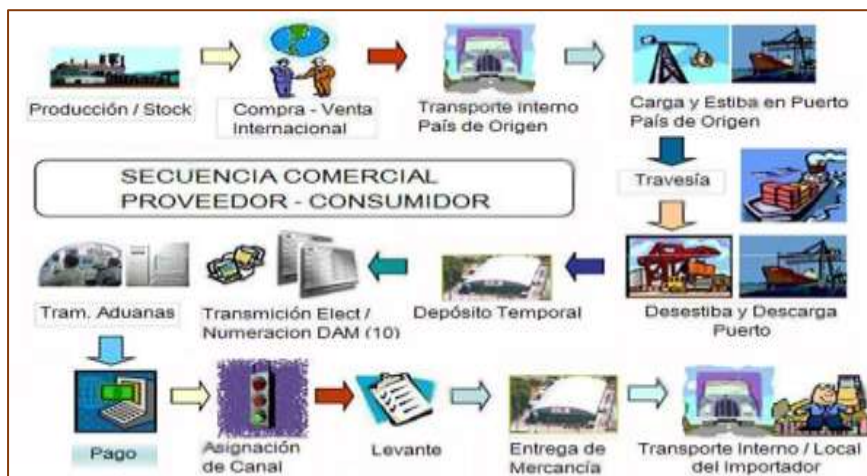 Producción / Stock
Compra - Venta
Internacional
Transporte interno
País de Origen
Carga y Estiba en Puerto
País de Origen
SECUENCIA COMERCIAL
PROVEEDOR - CONSUMIDOR
Travesía
Tram. Aduanas
Transmición Elect /
Numeracion DAM (10)
Depósito Temporal
Desestiba y Descarga
Puerto
Pago
Asignación
de Canal
Levante
Entrega de
Mercancía
Transporte Interno / Local
del Importador